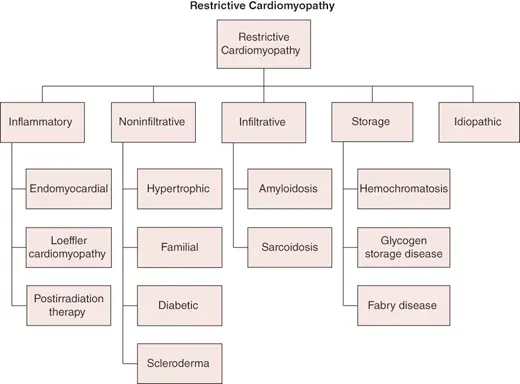 Restrictive Cardiomyopathy
Restrictive
Cardiomyopathy
Inflammatory
Noninfiltrative
Infiltrative
Storage
Idiopathic
Endomyocardial
Hypertrophic
Amyloidosis
Hemochromatosis
Loeffler
cardiomyopathy
Familial
Sarcoidosis
Glycogen
storage disease
Postirradiation
therapy
Diabetic
Fabry disease
Scleroderma